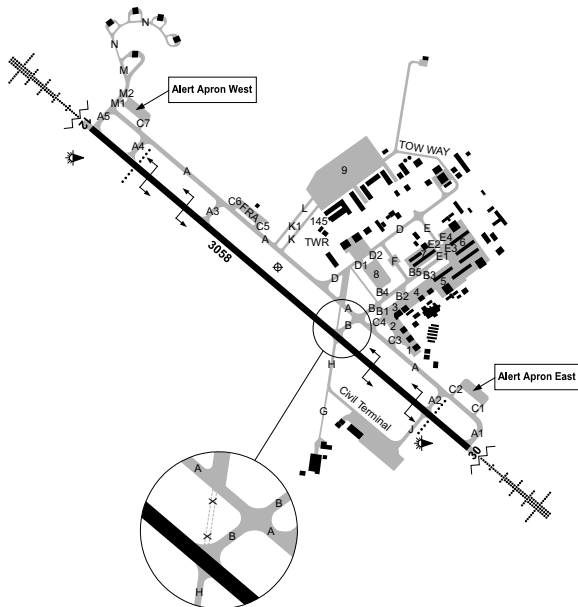 N
N
M
M2
M1
Alert Apron West
A5
C7
A4
12
A
TOW WAY
9
C6
FRA
L
A3
C5
K1
145
A
K
TWR
3058
D
E
E4
E2
E3
6
E1
D2
F
D1
B5
B3
5
D
8
B4
B2
4
A
B
B1
3
B
C4
2
C3
1
H
A
Alert Apron East
C2
A2
C1
Civil Terminal
G
J
A1
30
A
X
B
X
B
A
H